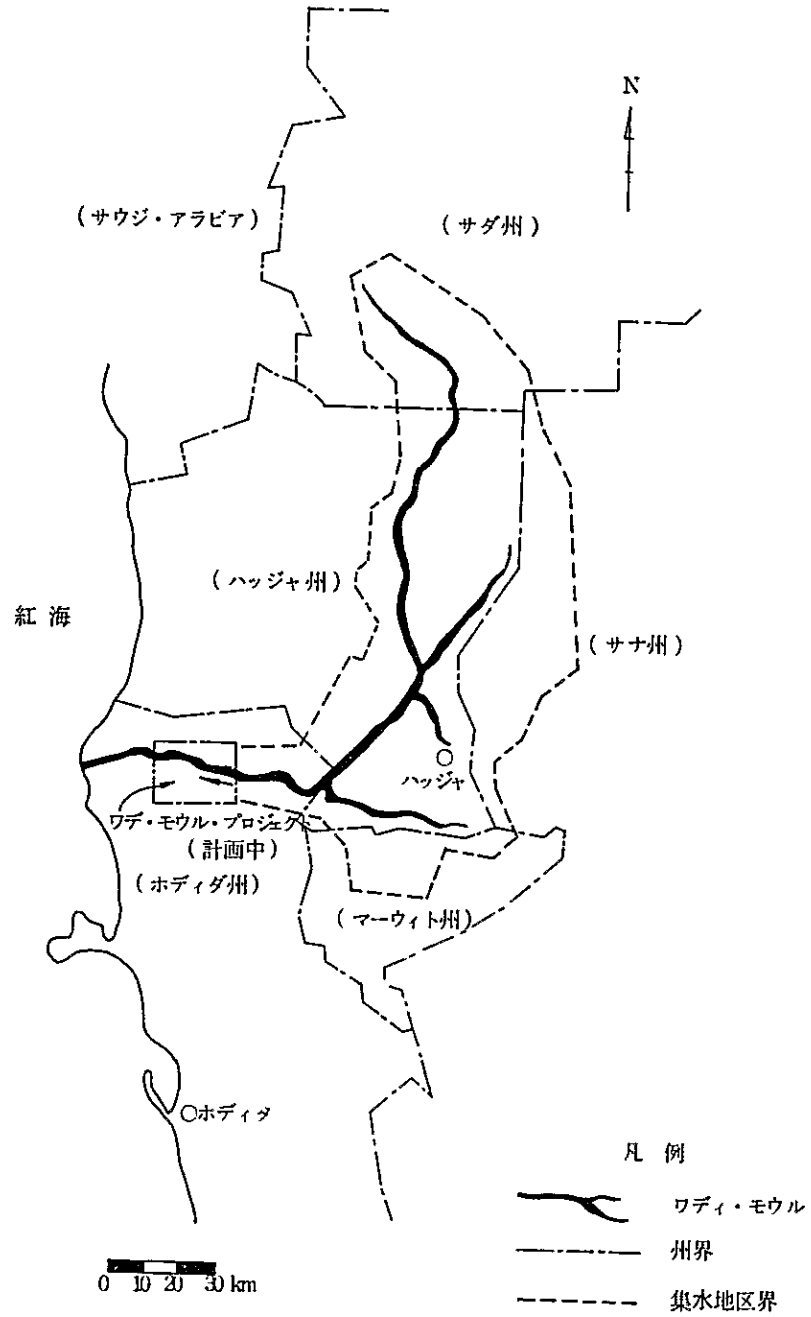 N
(サウジ・アラビア)
(サダ州)
(ハッジャ州)
紅海
(サナ州)
ハッジャ
ワデ・モウル・プロジェクト
(計画中)
(ホディダ州)
(マーウィト州)
ホディダ
凡例
ワディ・モウル
州界
集水地区界
0 10 20 30 km